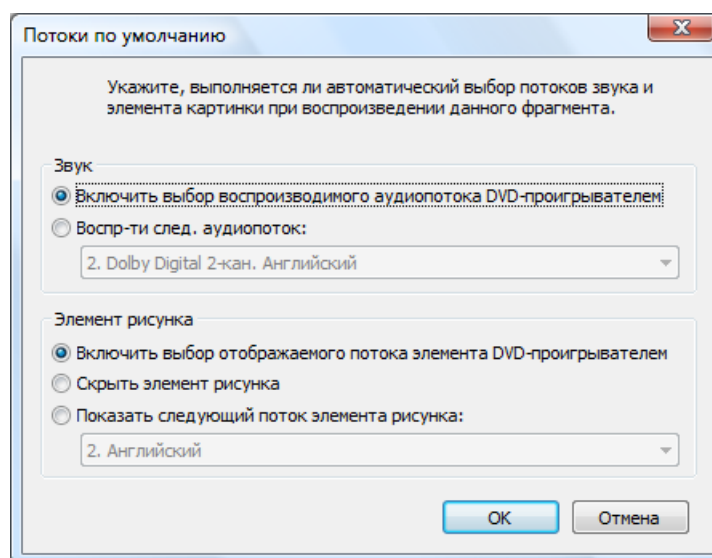 Потоки по умолчанию
Укажите, выполняется ли автоматический выбор потоков звука и
элемента картинки при воспроизведении данного фрагмента.
Звук
Включить выбор воспроизводимого аудиопотока DVD-проигрывателем
Воспр-ти след. аудиопоток:
2. Dolby Digital 2-кан. Английский
Элемент рисунка
Включить выбор отображаемого потока элемента DVD-проигрывателем
Скрыть элемент рисунка
Показать следующий поток элемента рисунка:
2. Английский
ОК
Отмена